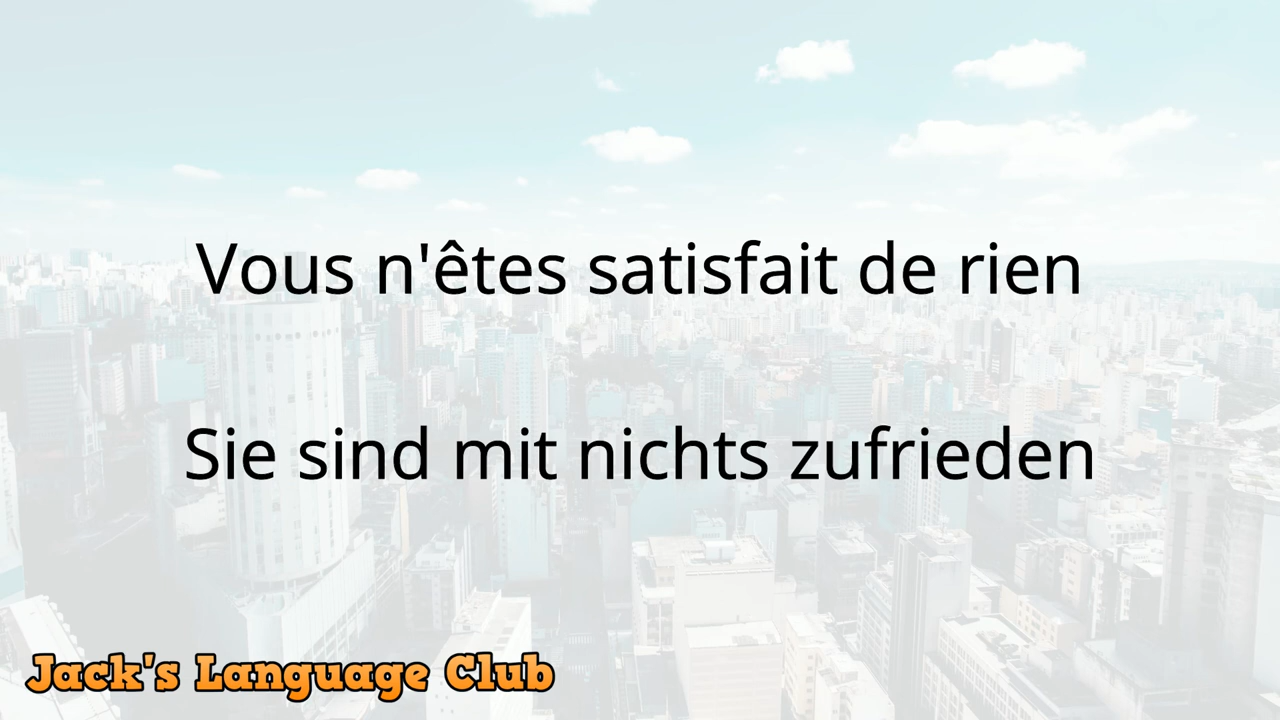 Vous n'êtes satisfait de rien
Sie sind mit nichts zufrieden
Jack's Language Club